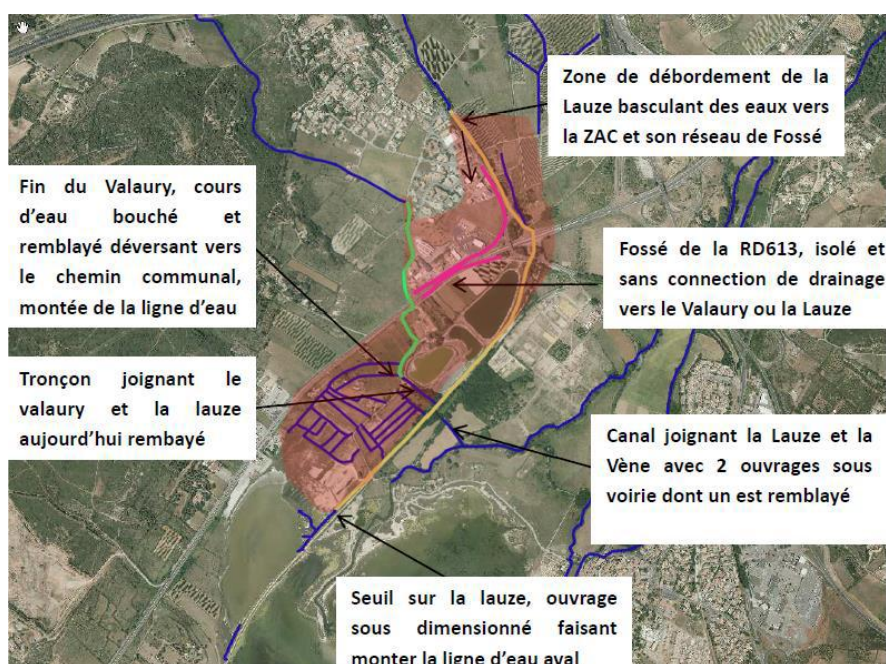 Zone de débordement de la
Lauze basculant des eaux vers
la ZAC et son réseau de Fossé
Fin du Valaury, cours
d'eau bouché et
remblayé déversant vers
le chemin communal,
montée de la ligne d'eau
Fossé de la RD613, isolé et
sans connection de drainage
vers le Valaury ou la Lauze
Tronçon joignant le
valaury et la lauze
aujourd'hui rembayé
Canal joignant la Lauze et la
Vène avec 2 ouvrages sous
voirie dont un est remblayé
Seuil sur la lauze, ouvrage
sous dimensionné faisant
monter la ligne d'eau aval